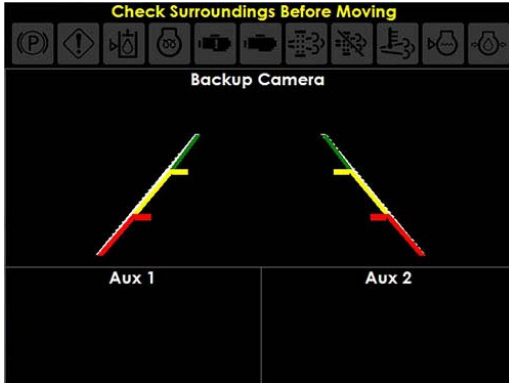 Check Surroundings Before Moving
(P)
Backup Camera
Aux 1
Aux 2